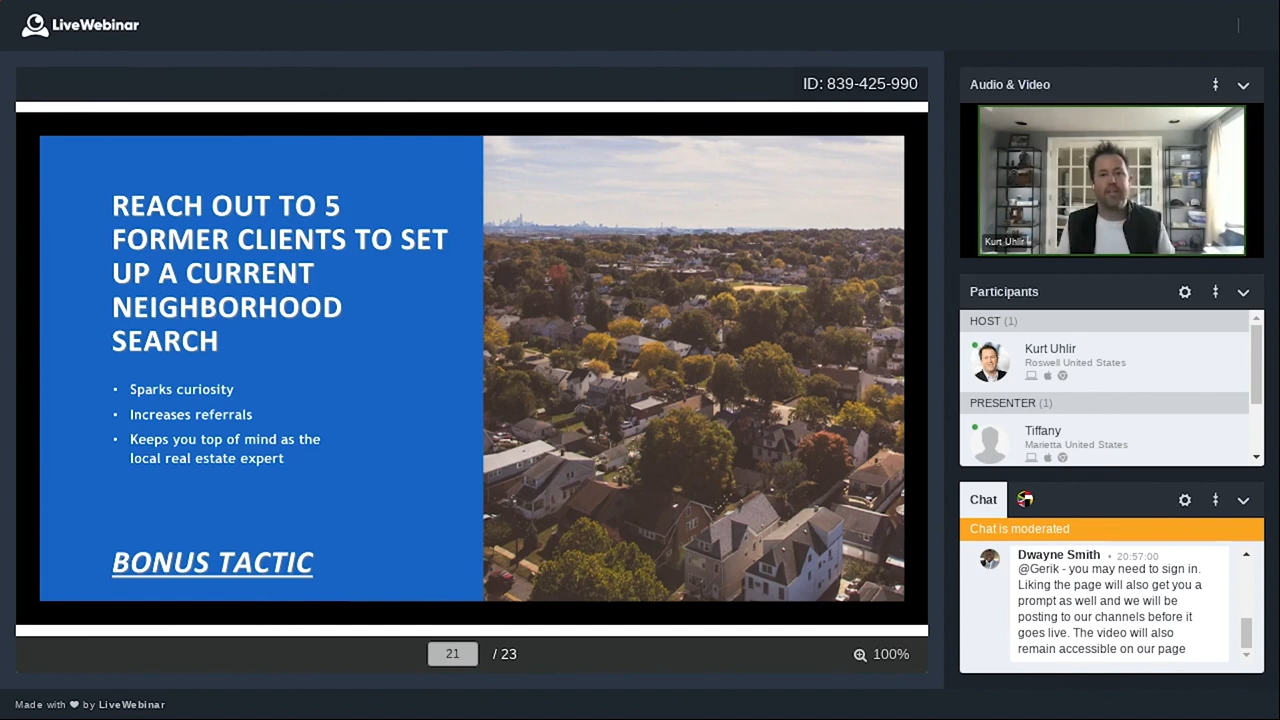 LiveWebinar
ID: 839-425-990
REACH OUT TO 5
FORMER CLIENTS TO SET
UP A CURRENT
NEIGHBORHOOD
SEARCH
• Sparks curiosity
• Increases referrals
• Keeps you top of mind as the
local real estate expert
BONUS TACTIC
21 / 23
100%
Audio & Video
Kurt Uhlir
Participants
HOST (1)
Kurt Uhlir
Roswell United States
PRESENTER (1)
Tiffany
Marietta United States
Chat
Chat is moderated
Dwayne Smith • 20:57:00
@Gerik - you may need to sign in.
Liking the page will also get you a
prompt as well and we will be
posting to our channels before it
goes live. The video will also
remain accessible on our page
Made with ❤ by LiveWebinar